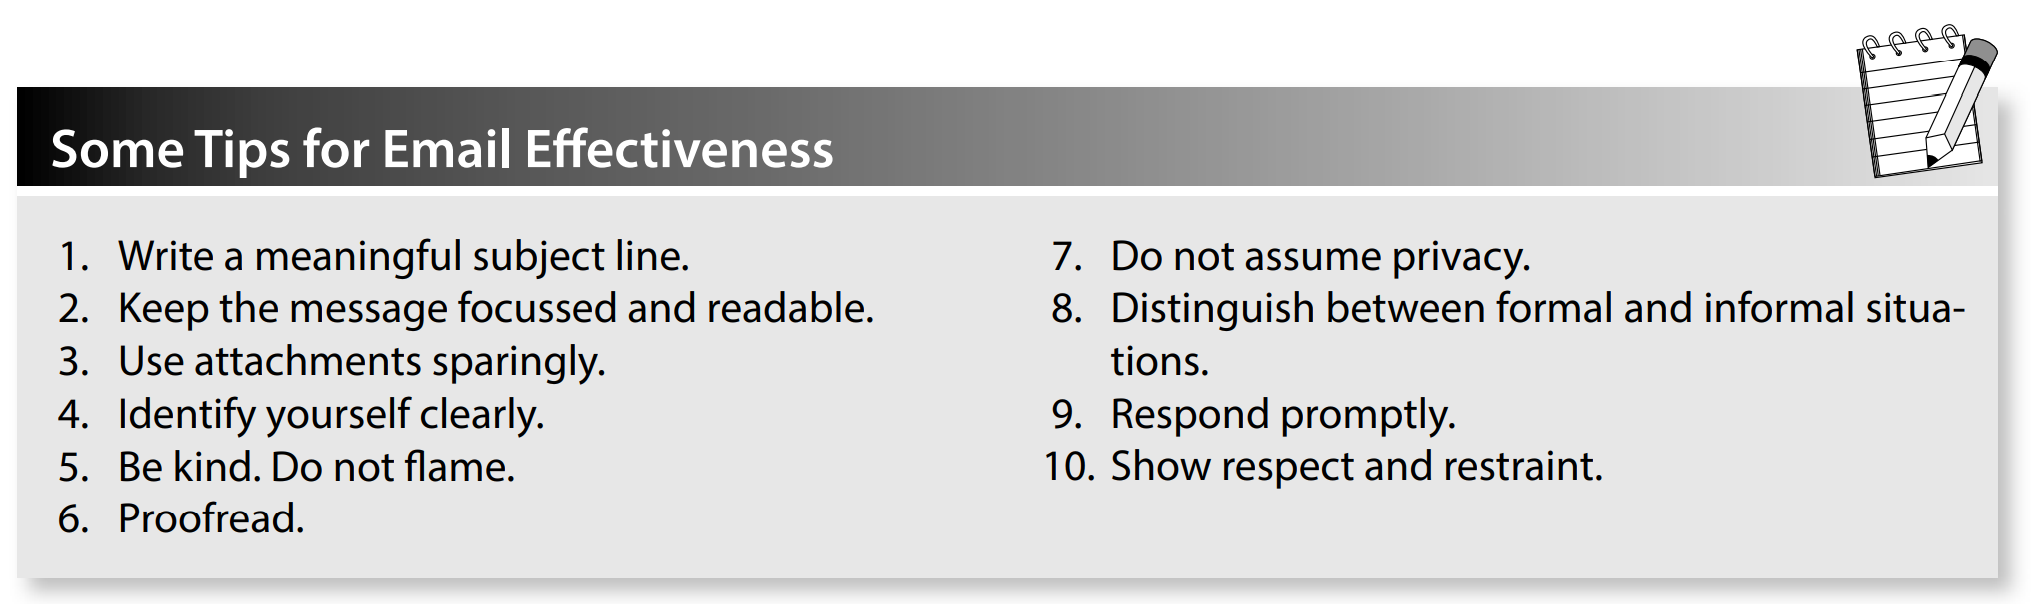 Some Tips for Email Effectiveness
1. Write a meaningful subject line.
2. Keep the message focussed and readable.
3. Use attachments sparingly.
4. Identify yourself clearly.
5. Be kind. Do not flame.
6. Proofread.
7. Do not assume privacy.
8. Distinguish between formal and informal situa-
tions.
9. Respond promptly.
10. Show respect and restraint.